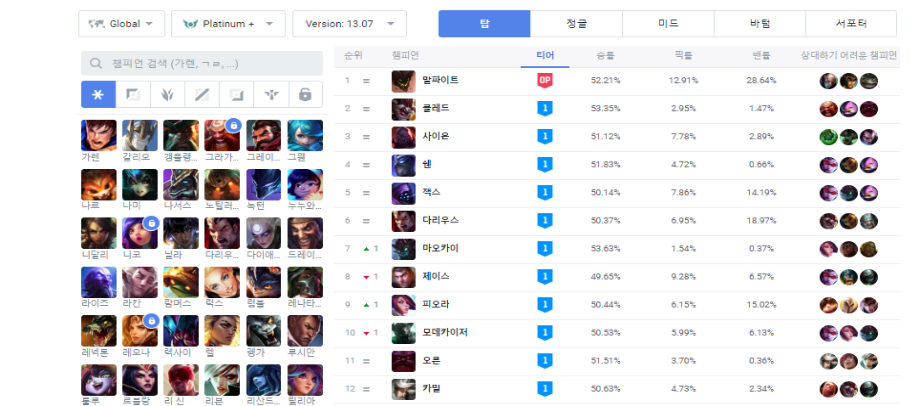 Global
Platinum +
Version: 13.07
탑
정글
미드
바텀
서포터
챔피언 검색 (가렌, ㄱㄹ, ...)
가렌
갈리오
갱플랭...
그라가...
그레이...
그웬
나르
나미
나서스
노틸러...
녹턴
누누와...
니달리
니코
닐라
다리우...
다이애...
드레이...
라이즈
라칸
람머스
럭스
럼블
레나타...
레넥톤
레오나
렉사이
렐
렝가
루시안
룰루
르블랑
리 신
리븐
리산드...
릴리아
순위 챔피언 티어 승률 픽률 밴률 상대하기 어려운 챔피언
1 = 말파이트 OP 52.21% 12.91% 28.64%
2 = 클레드 1 53.35% 2.95% 1.47%
3 = 사이온 1 51.12% 7.78% 2.89%
4 = 쉔 1 51.83% 4.72% 0.66%
5 = 잭스 1 50.14% 7.86% 14.19%
6 = 다리우스 1 50.37% 6.95% 18.97%
7 1 마오카이 1 53.63% 1.54% 0.37%
8 1 제이스 1 49.65% 9.28% 6.57%
9 1 피오라 1 50.44% 6.15% 15.02%
10 1 모데카이저 1 50.53% 5.99% 6.13%
11 = 오른 1 51.51% 3.70% 0.36%
12 = 카밀 1 50.63% 4.73% 2.34%